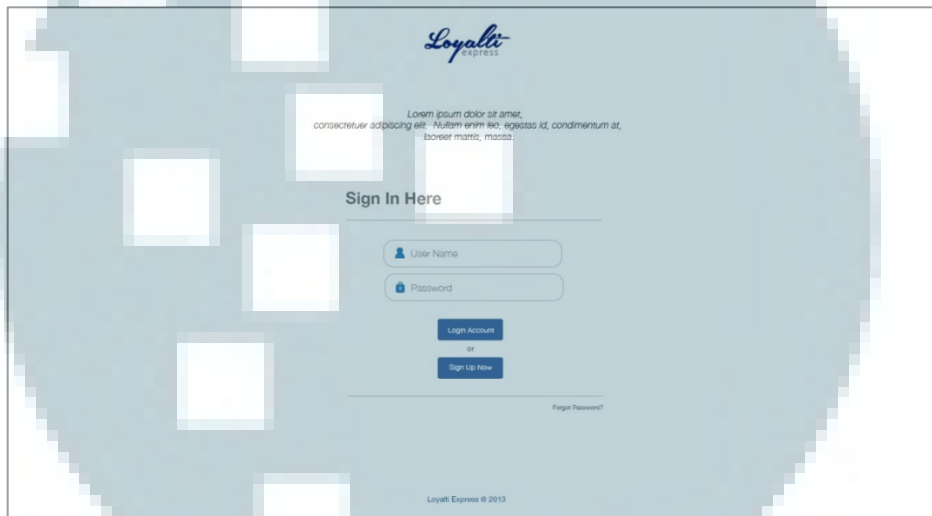 Loyalti
express
Lorem ipsum dolor sit amet,
consectetuer adipiscing elit. Nullam enim leo, egestas id, condimentum at,
laoreet mattis, massa.
Sign In Here
User Name
Password
Login Account
or
Sign Up Now
Forgot Password?
Loyalti Express @ 2013